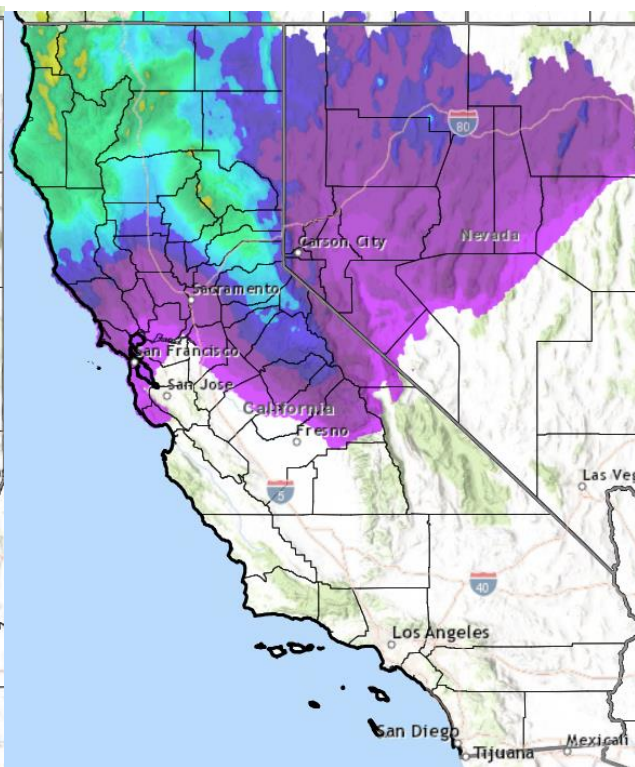 80
Carson City
Nevada
Sacramento
San Francisco
San Jose
California
Fresno
5
Las Veg
40
Los Angeles
San Diego
Tijuana
Mexicali